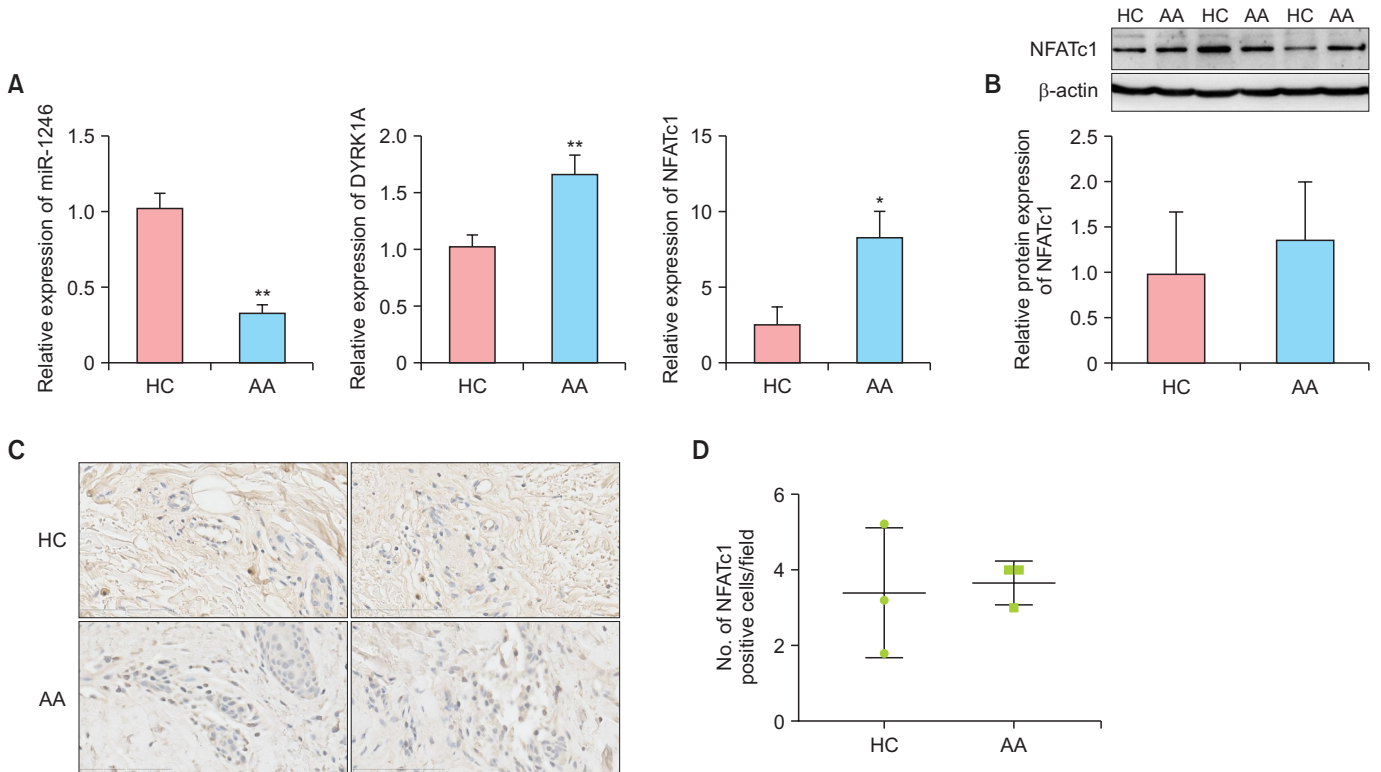 A
Relative expression of miR-1246
1.5
1.0
0.5
0
**
HC
AA
Relative expression of DYRK1A
2.0
1.5
1.0
0.5
0
**
HC
AA
Relative expression of NFATc1
15
10
5
0
*
HC
AA
B
HC AA HC AA HC AA
NFATc1
β-actin
Relative protein expression
of NFATc1
2.5
2.0
1.5
1.0
0.5
0
HC
AA
C
HC
AA
D
No. of NFATc1
positive cells/field
6
4
2
0
HC
AA